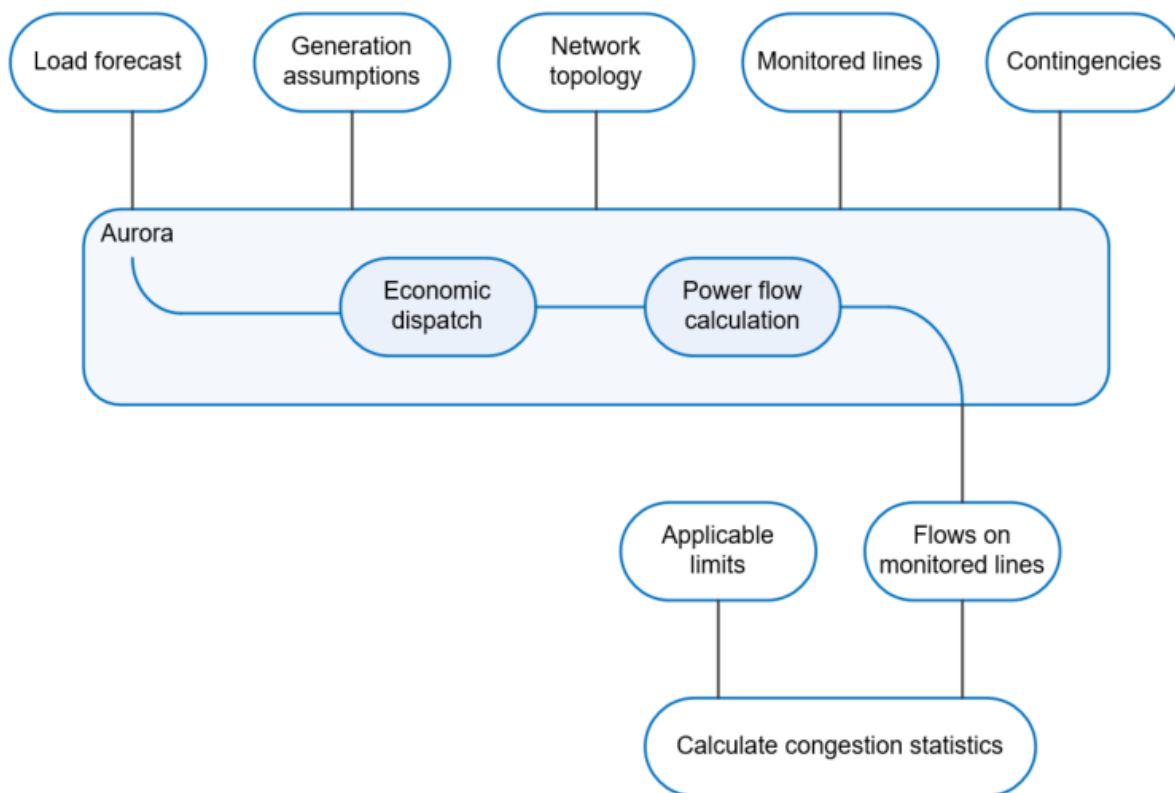 Load forecast
Generation
assumptions
Network
topology
Monitored lines
Contingencies
Aurora
Economic
dispatch
Power flow
calculation
Applicable
limits
Flows on
monitored lines
Calculate congestion statistics